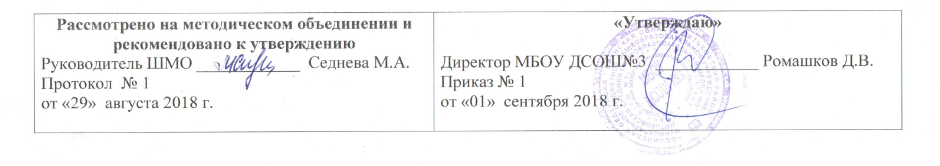 Рассмотрено на методическом объединении и
рекомендовано к утверждению
Руководитель ШМО ____________ Седнева М.А.
Протокол № 1
от «29» августа 2018 г.
«Утверждаю»
Директор МБОУ ДСОШ№3 ____________ Ромашков Д.В.
Приказ № 1
от «01» сентября 2018 г.